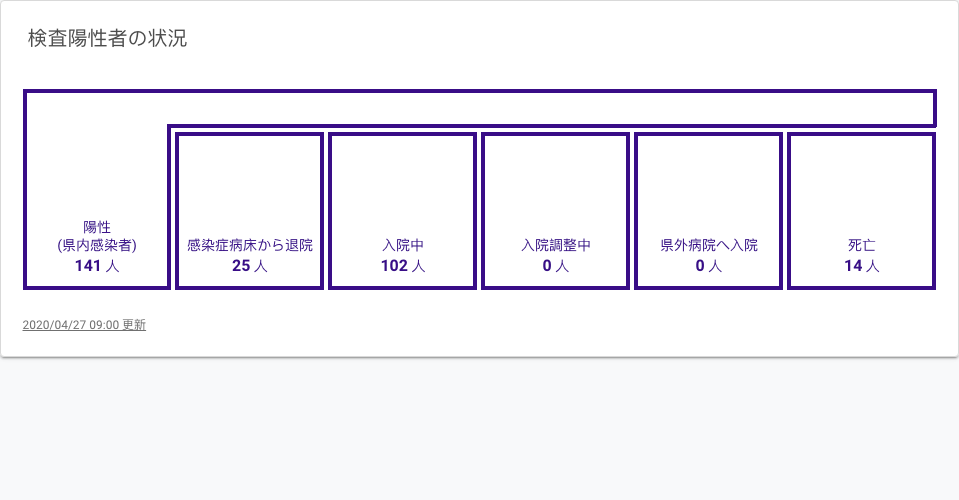 検査陽性者の状況
陽性
(県内感染者)
141 人
感染症病床から退院
25 人
入院中
102 人
入院調整中
0 人
県外病院へ入院
0 人
死亡
14 人
2020/04/27 09:00 更新